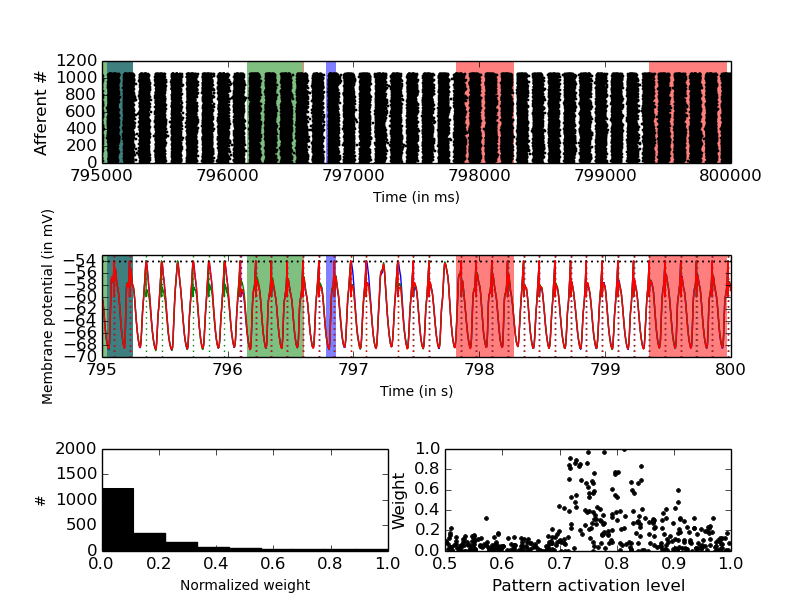 1200
1000
800
600
400
200
0
Afferent #
795000 796000 797000 798000 799000 800000
Time (in ms)
−54
−56
−58
−60
−62
−64
−66
−68
−70
Membrane potential (in mV)
795 796 797 798 799 800
Time (in s)
2000
1500
1000
500
0
#
0.0 0.2 0.4 0.6 0.8 1.0
Normalized weight
1.0
0.8
0.6
0.4
0.2
0.0
Weight
0.5 0.6 0.7 0.8 0.9 1.0
Pattern activation level